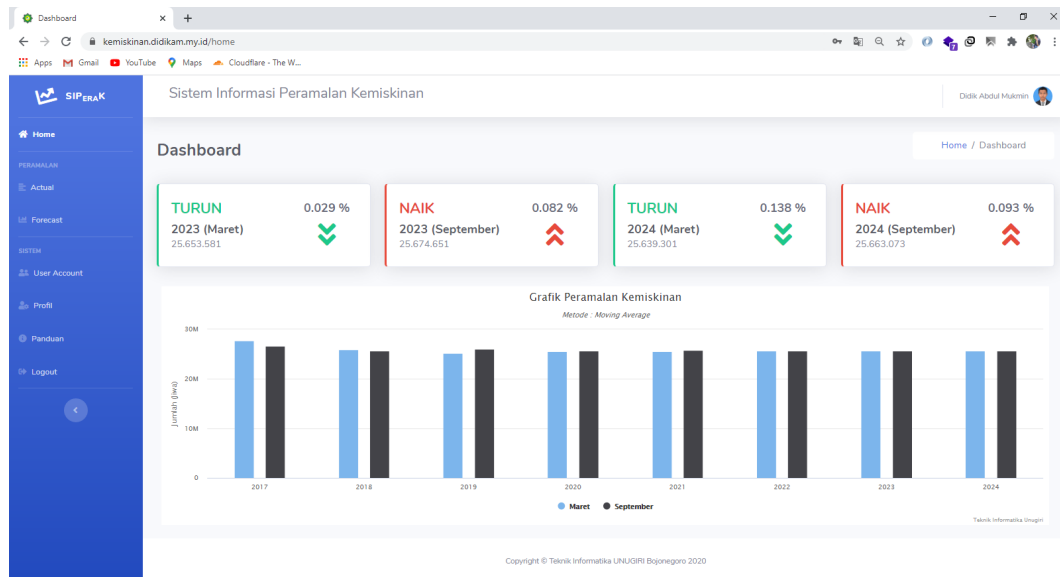 Dashboard
kemiskinan.didikam.my.id/home
7
Apps Gmail YouTube Maps Cloudflare - The W...
SIPERAK
Sistem Informasi Peramalan Kemiskinan
Didik Abdul Mukmin
Home
PERAMALAN
Actual
Forecast
SISTEM
User Account
Profil
Panduan
Logout
Dashboard
Home / Dashboard
TURUN 0.029 %
2023 (Maret)
25.653.581
NAIK 0.082 %
2023 (September)
25.674.651
TURUN 0.138 %
2024 (Maret)
25.639.301
NAIK 0.093 %
2024 (September)
25.663.073
Grafik Peramalan Kemiskinan
Metode : Moving Average
Jumlah (Jiwa)
30M
20M
10M
0
2017 2018 2019 2020 2021 2022 2023 2024
Maret September
Teknik Informatika Unugiri
Copyright © Teknik Informatika UNUGIRI Bojonegoro 2020